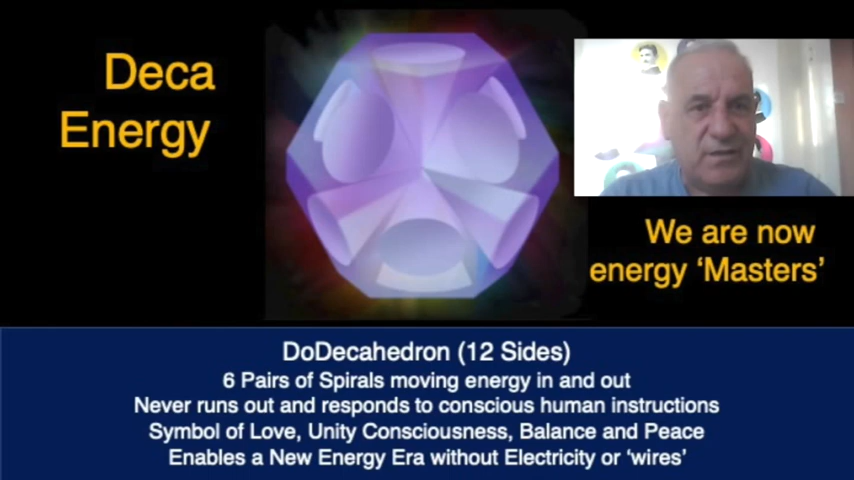 Deca
Energy
We are now
energy ‘Masters’
DoDecahedron (12 Sides)
6 Pairs of Spirals moving energy in and out
Never runs out and responds to conscious human instructions
Symbol of Love, Unity Consciousness, Balance and Peace
Enables a New Energy Era without Electricity or ‘wires’